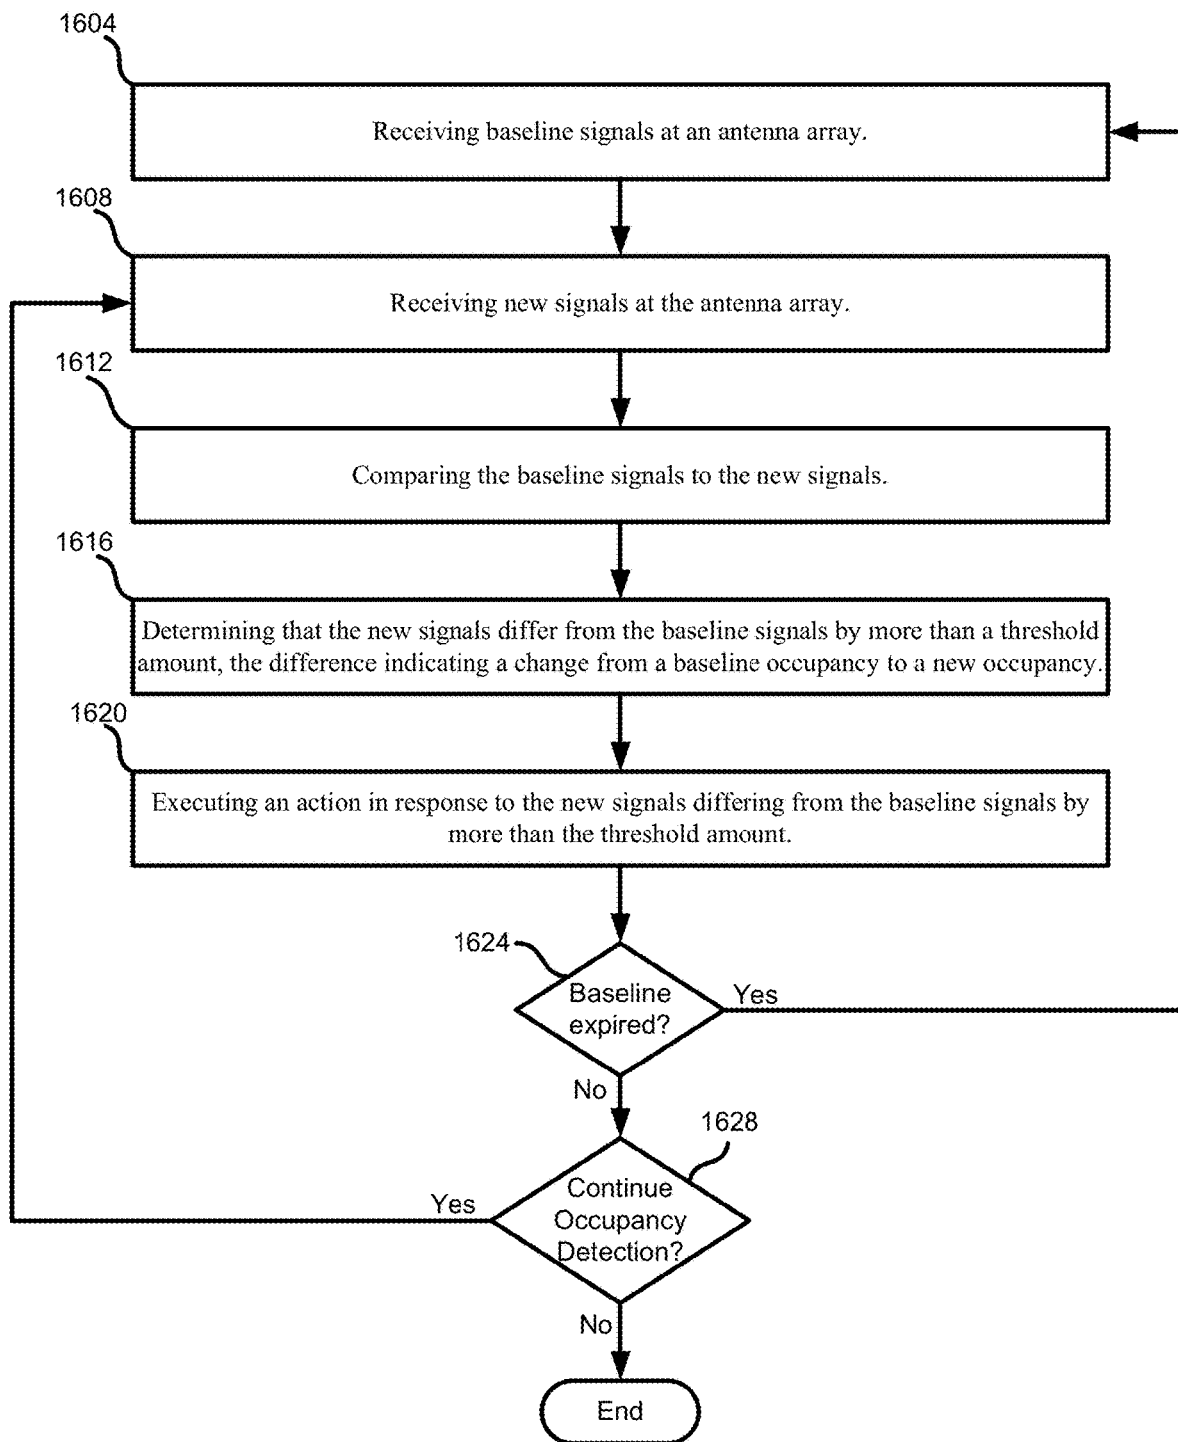 1604
Receiving baseline signals at an antenna array.
1608
Receiving new signals at the antenna array.
1612
Comparing the baseline signals to the new signals.
1616
Determining that the new signals differ from the baseline signals by more than a threshold
amount, the difference indicating a change from a baseline occupancy to a new occupancy.
1620
Executing an action in response to the new signals differing from the baseline signals by
more than the threshold amount.
1624
Baseline
expired?
Yes
No
1628
Continue
Occupancy
Detection?
Yes
No
End